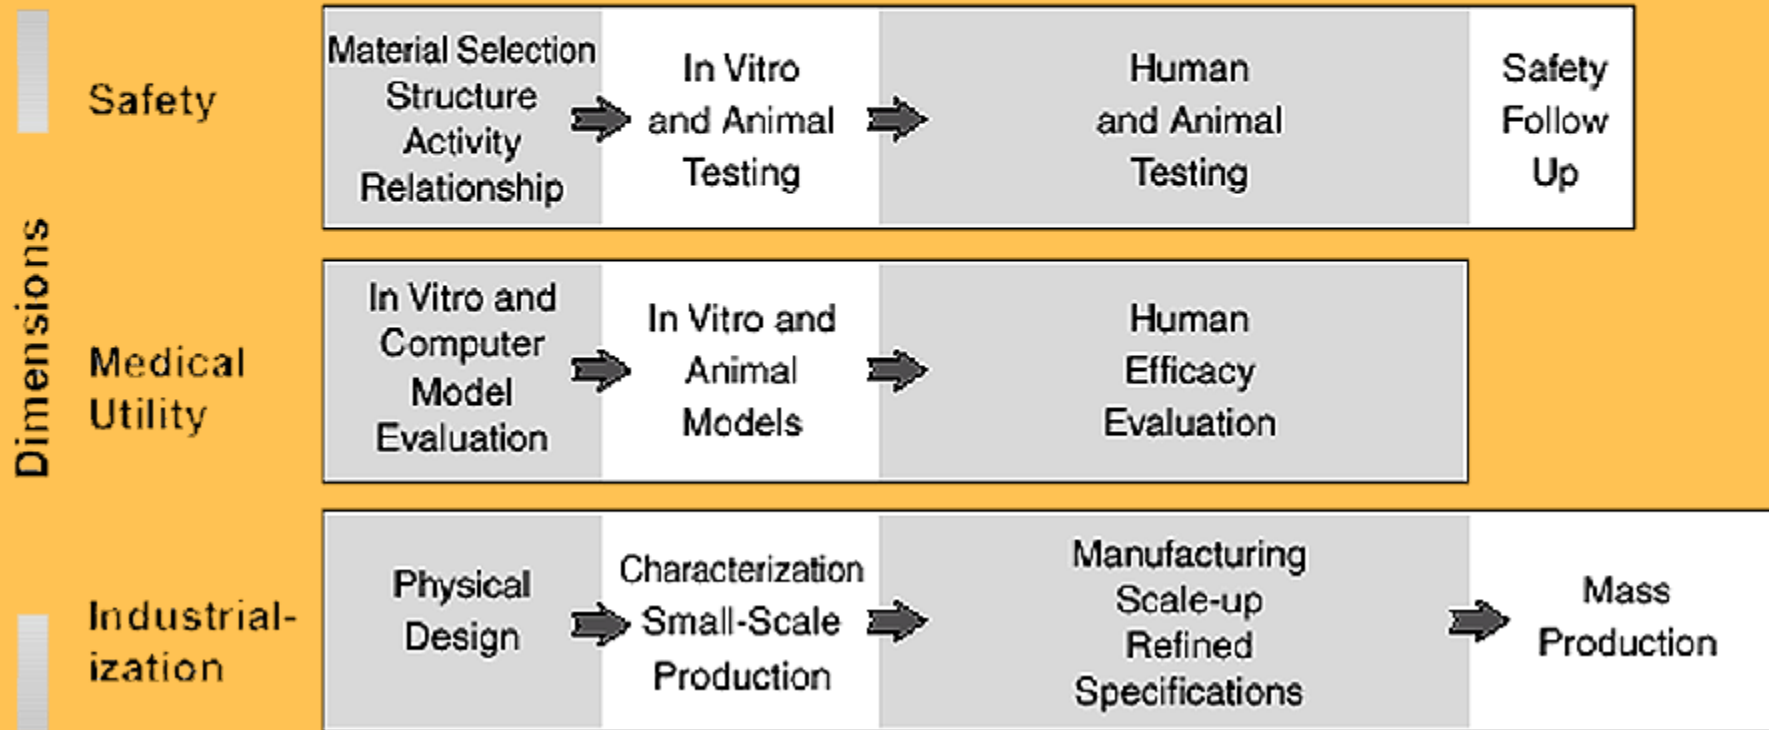 Dimensions
Safety
Material Selection
Structure
Activity
Relationship
In Vitro
and Animal
Testing
Human
and Animal
Testing
Safety
Follow
Up
Medical
Utility
In Vitro and
Computer
Model
Evaluation
In Vitro and
Animal
Models
Human
Efficacy
Evaluation
Industrial-
ization
Physical
Design
Characterization
Small-Scale
Production
Manufacturing
Scale-up
Refined
Specifications
Mass
Production